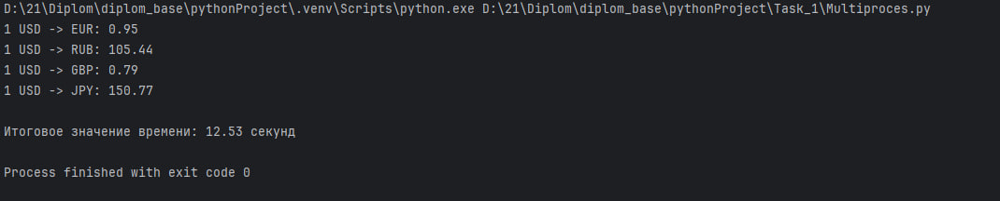 D:\21\Diplom\diplom_base\pythonProject\.venv\Scripts\python.exe D:\21\Diplom\diplom_base\pythonProject\Task_1\Multiproces.py
1 USD -> EUR: 0.95
1 USD -> RUB: 105.44
1 USD -> GBP: 0.79
1 USD -> JPY: 150.77
Итоговое значение времени: 12.53 секунд
Process finished with exit code 0